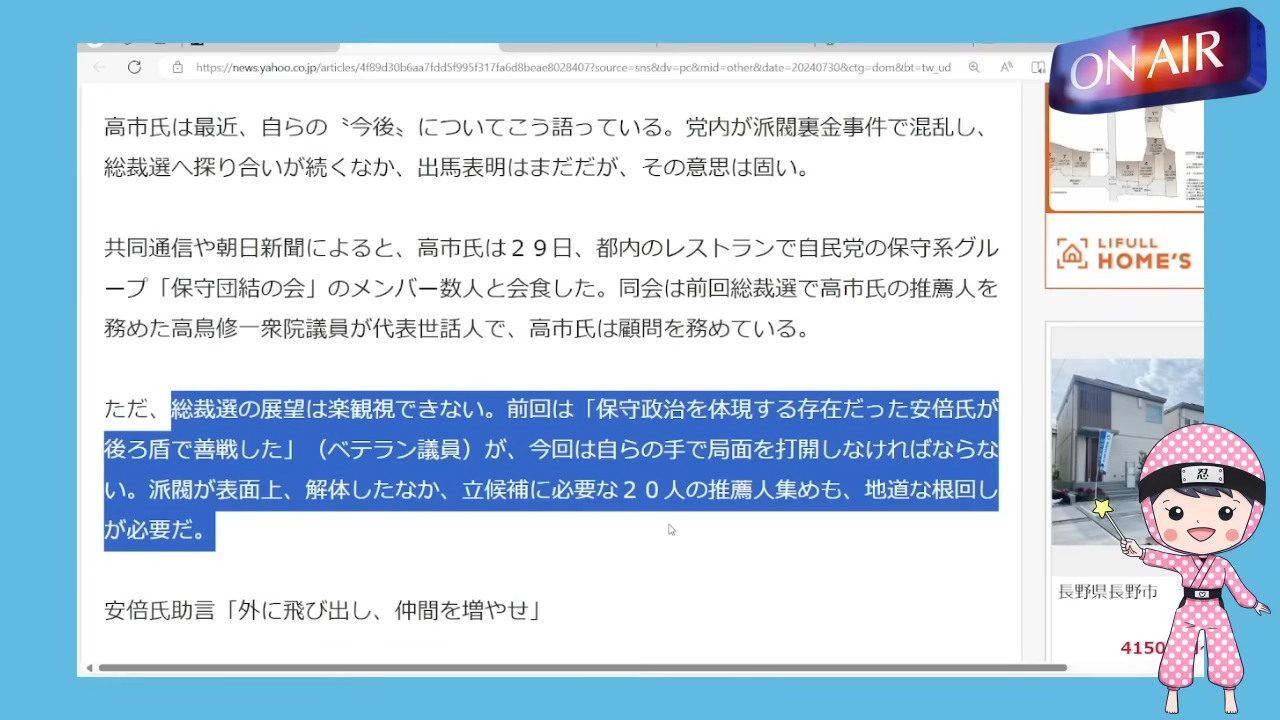 ON AIR
https://news.yahoo.co.jp/articles/4f89d30b6aa7fdd5f995f317fa6d8beae8028407?source=sns&dv=pc&mid=other&date=20240730&ctg=dom&bt=tw_ud
高市氏は最近、自らの〝今後〟についてこう語っている。党内が派閥裏金事件で混乱し、
総裁選へ探り合いが続くなか、出馬表明はまだだが、その意思は固い。
共同通信や朝日新聞によると、高市氏は２９日、都内のレストランで自民党の保守系グル
ープ「保守団結の会」のメンバー数人と会食した。同会は前回総裁選で高市氏の推薦人を
務めた高鳥修一衆院議員が代表世話人で、高市氏は顧問を務めている。
ただ、総裁選の展望は楽観視できない。前回は「保守政治を体現する存在だった安倍氏が
後ろ盾で善戦した」（ベテラン議員）が、今回は自らの手で局面を打開しなければならな
い。派閥が表面上、解体したなか、立候補に必要な２０人の推薦人集めも、地道な根回し
が必要だ。
安倍氏助言「外に飛び出し、仲間を増やせ」
LIFULL
HOME'S
忍
長野県長野市
4150